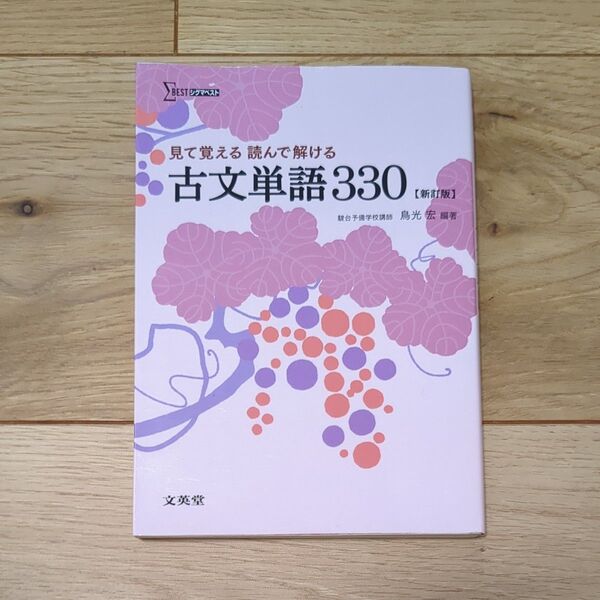 ΣBEST シグマベスト
見て覚える 読んで解ける
古文単語330【新訂版】
駿台予備学校講師 鳥光 宏 編著
文英堂